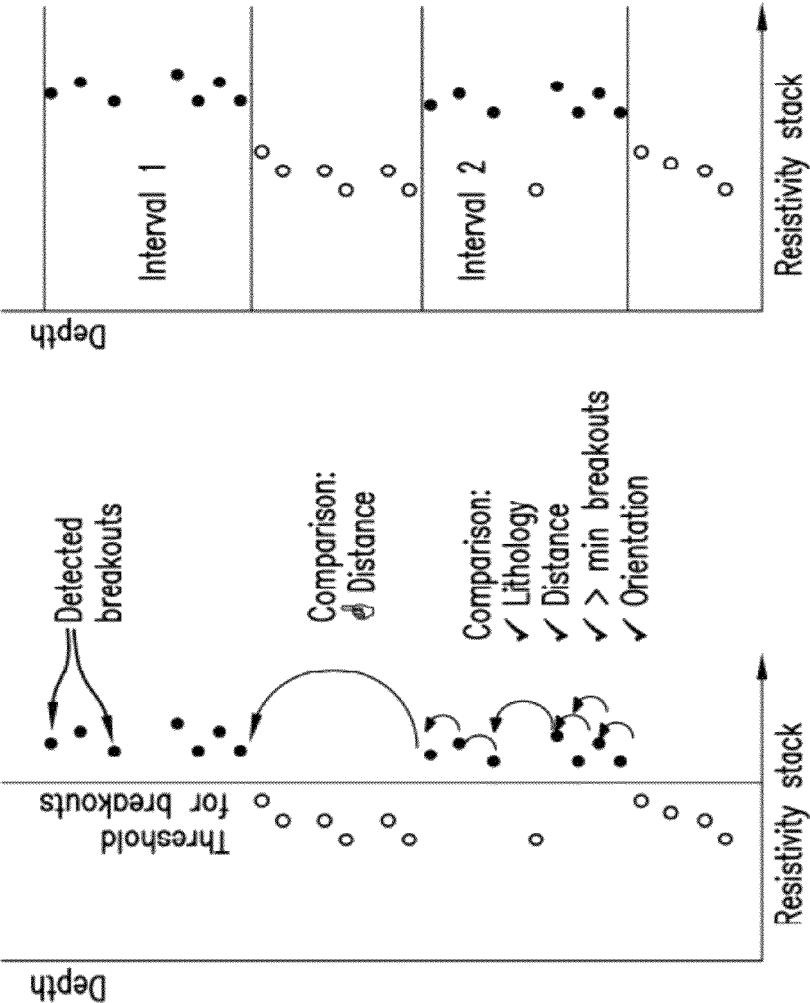 Depth
Threshold
for breakouts
Detected
breakouts
Comparison:
Distance
Comparison:
✓ Lithology
✓ Distance
✓ > min breakouts
✓ Orientation
Resistivity stack
Depth
Interval 1
Interval 2
Resistivity stack